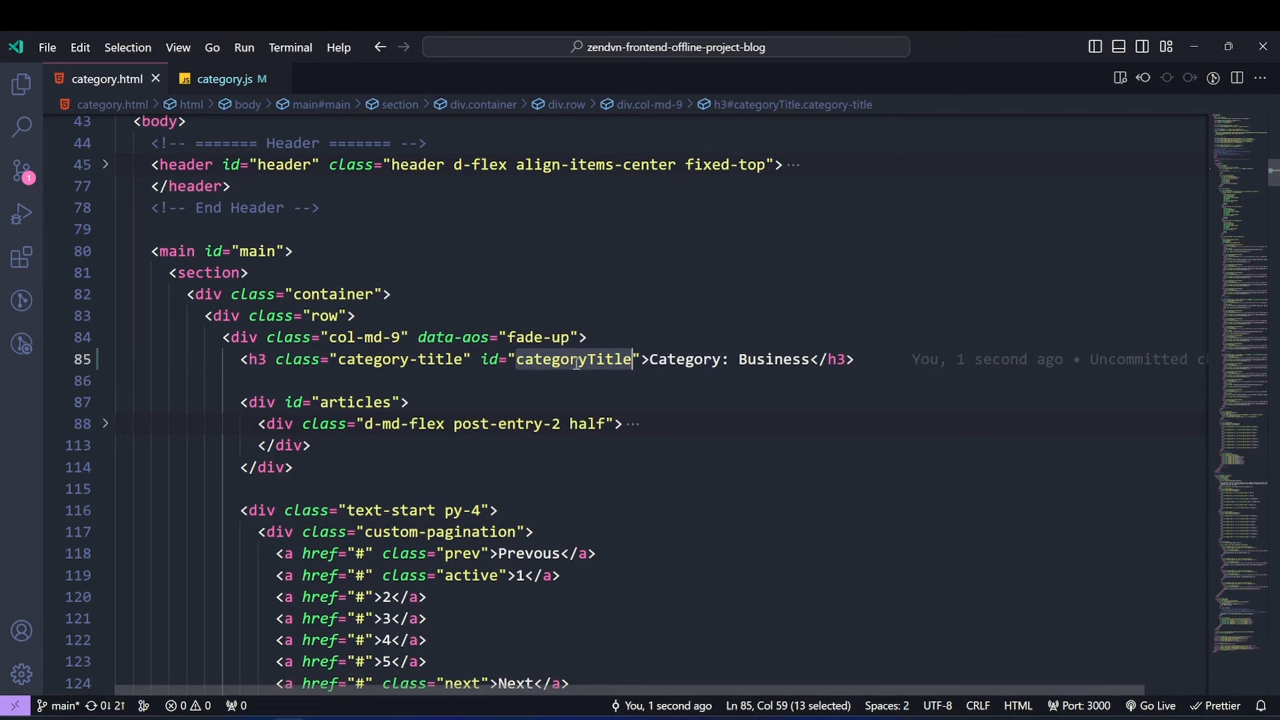 File Edit Selection View Go Run Terminal Help zendvn-frontend-offline-project-blog
category.html JS category.js M
category.html html body main#main section div.container div.row div.col-md-9 h3#categoryTitle.category-title
43 <body>
44 <!-- ======= Header ======= -->
45 <header id="header" class="header d-flex align-items-center fixed-top">
77 </header>
78 <!-- End Header -->
79
80 <main id="main">
81 <section>
82 <div class="container">
83 <div class="row">
84 <div class="col-md-9" data-aos="fade-up">
85 <h3 class="category-title" id="categoryTitle">Category: Business</h3> You, 1 second ago • Uncommitted ch
86
87 <div id="articles">
88 <div class="d-md-flex post-entry-2 half">···
113 </div>
114 </div>
115
116 <div class="text-start py-4">
117 <div class="custom-pagination">
118 <a href="#" class="prev">Prevous</a>
119 <a href="#" class="active">1</a>
120 <a href="#">2</a>
121 <a href="#">3</a>
122 <a href="#">4</a>
123 <a href="#">5</a>
124 <a href="#" class="next">Next</a>
1
main* 0↓ 2↑ 0 0 0 You, 1 second ago Ln 85, Col 59 (13 selected) Spaces: 2 UTF-8 CRLF HTML Port: 3000 Go Live Prettier